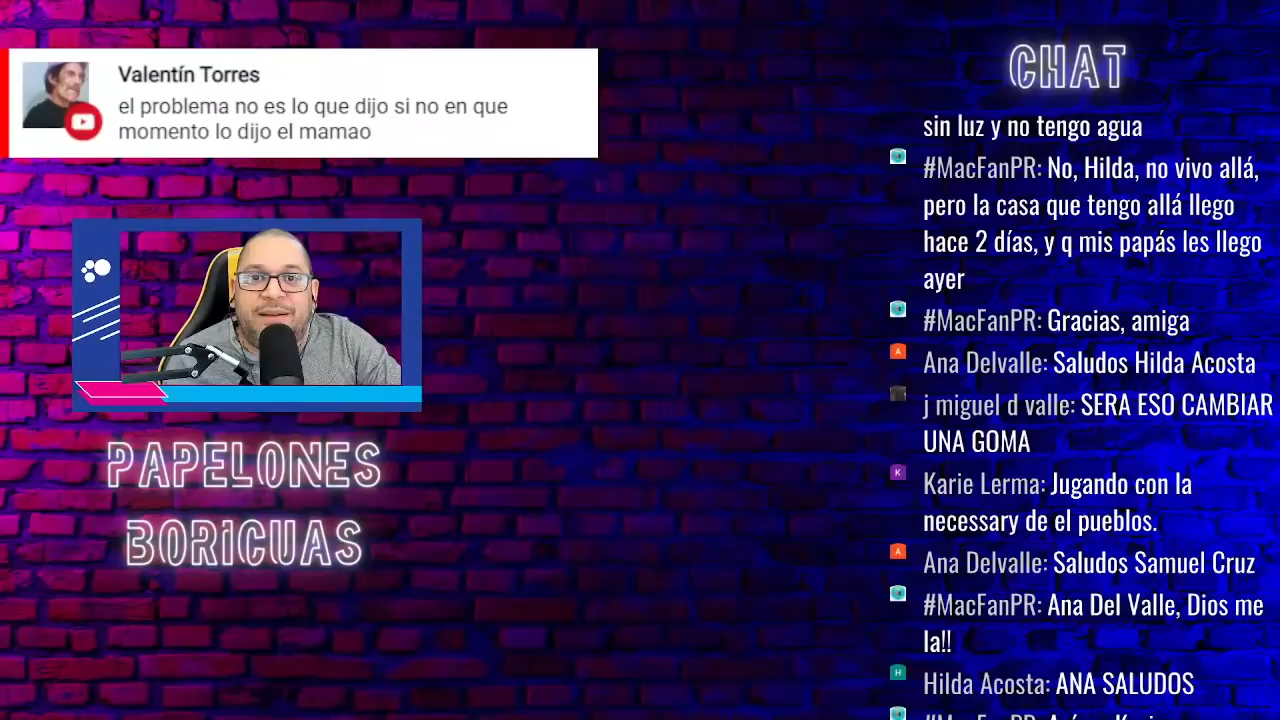 Valentín Torres
el problema no es lo que dijo si no en que
momento lo dijo el mamao
PAPELONES
BORICUAS
CHAT
sin luz y no tengo agua
#MacFanPR: No, Hilda, no vivo allá,
pero la casa que tengo allá llego
hace 2 días, y q mis papás les llego
ayer
#MacFanPR: Gracias, amiga
A
Ana Delvalle: Saludos Hilda Acosta
j miguel d valle: SERA ESO CAMBIAR
UNA GOMA
K
Karie Lerma: Jugando con la
necessary de el pueblos.
A
Ana Delvalle: Saludos Samuel Cruz
#MacFanPR: Ana Del Valle, Dios me
la!!
H
Hilda Acosta: ANA SALUDOS
#MacFanPR: